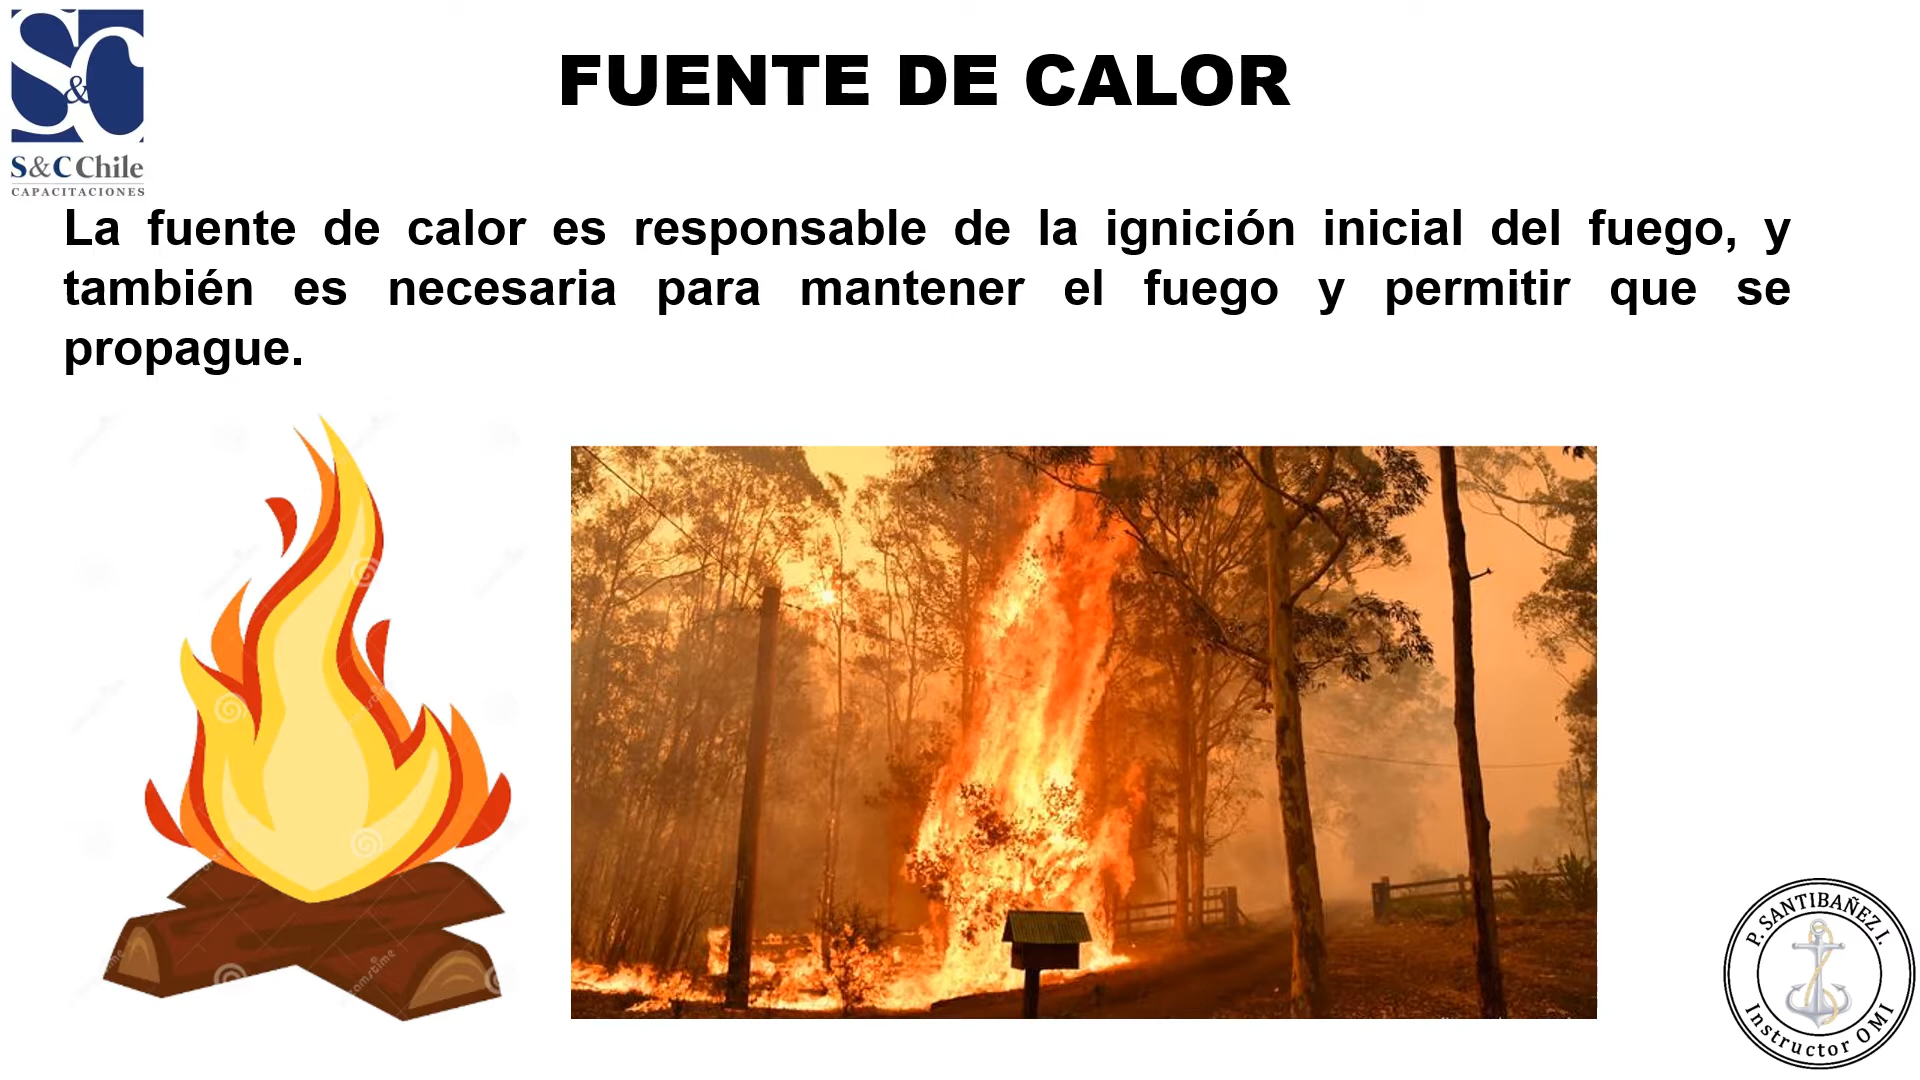 S&C
S&C Chile
CAPACITACIONES
FUENTE DE CALOR
La fuente de calor es responsable de la ignición inicial del fuego, y
también es necesaria para mantener el fuego y permitir que se
propague.
P. SANTIBAÑEZ I.
Instructor OMI